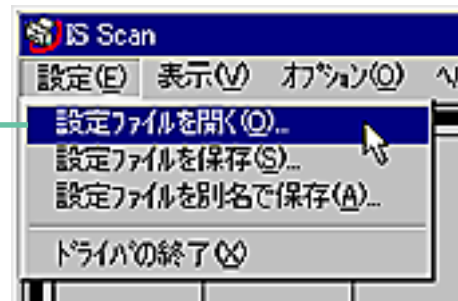 IS Scan
設定(E) 表示(V) オプション(O)
設定ファイルを開く(O)...
設定ファイルを保存(S)...
設定ファイルを別名で保存(A)...
ドライバの終了(X)